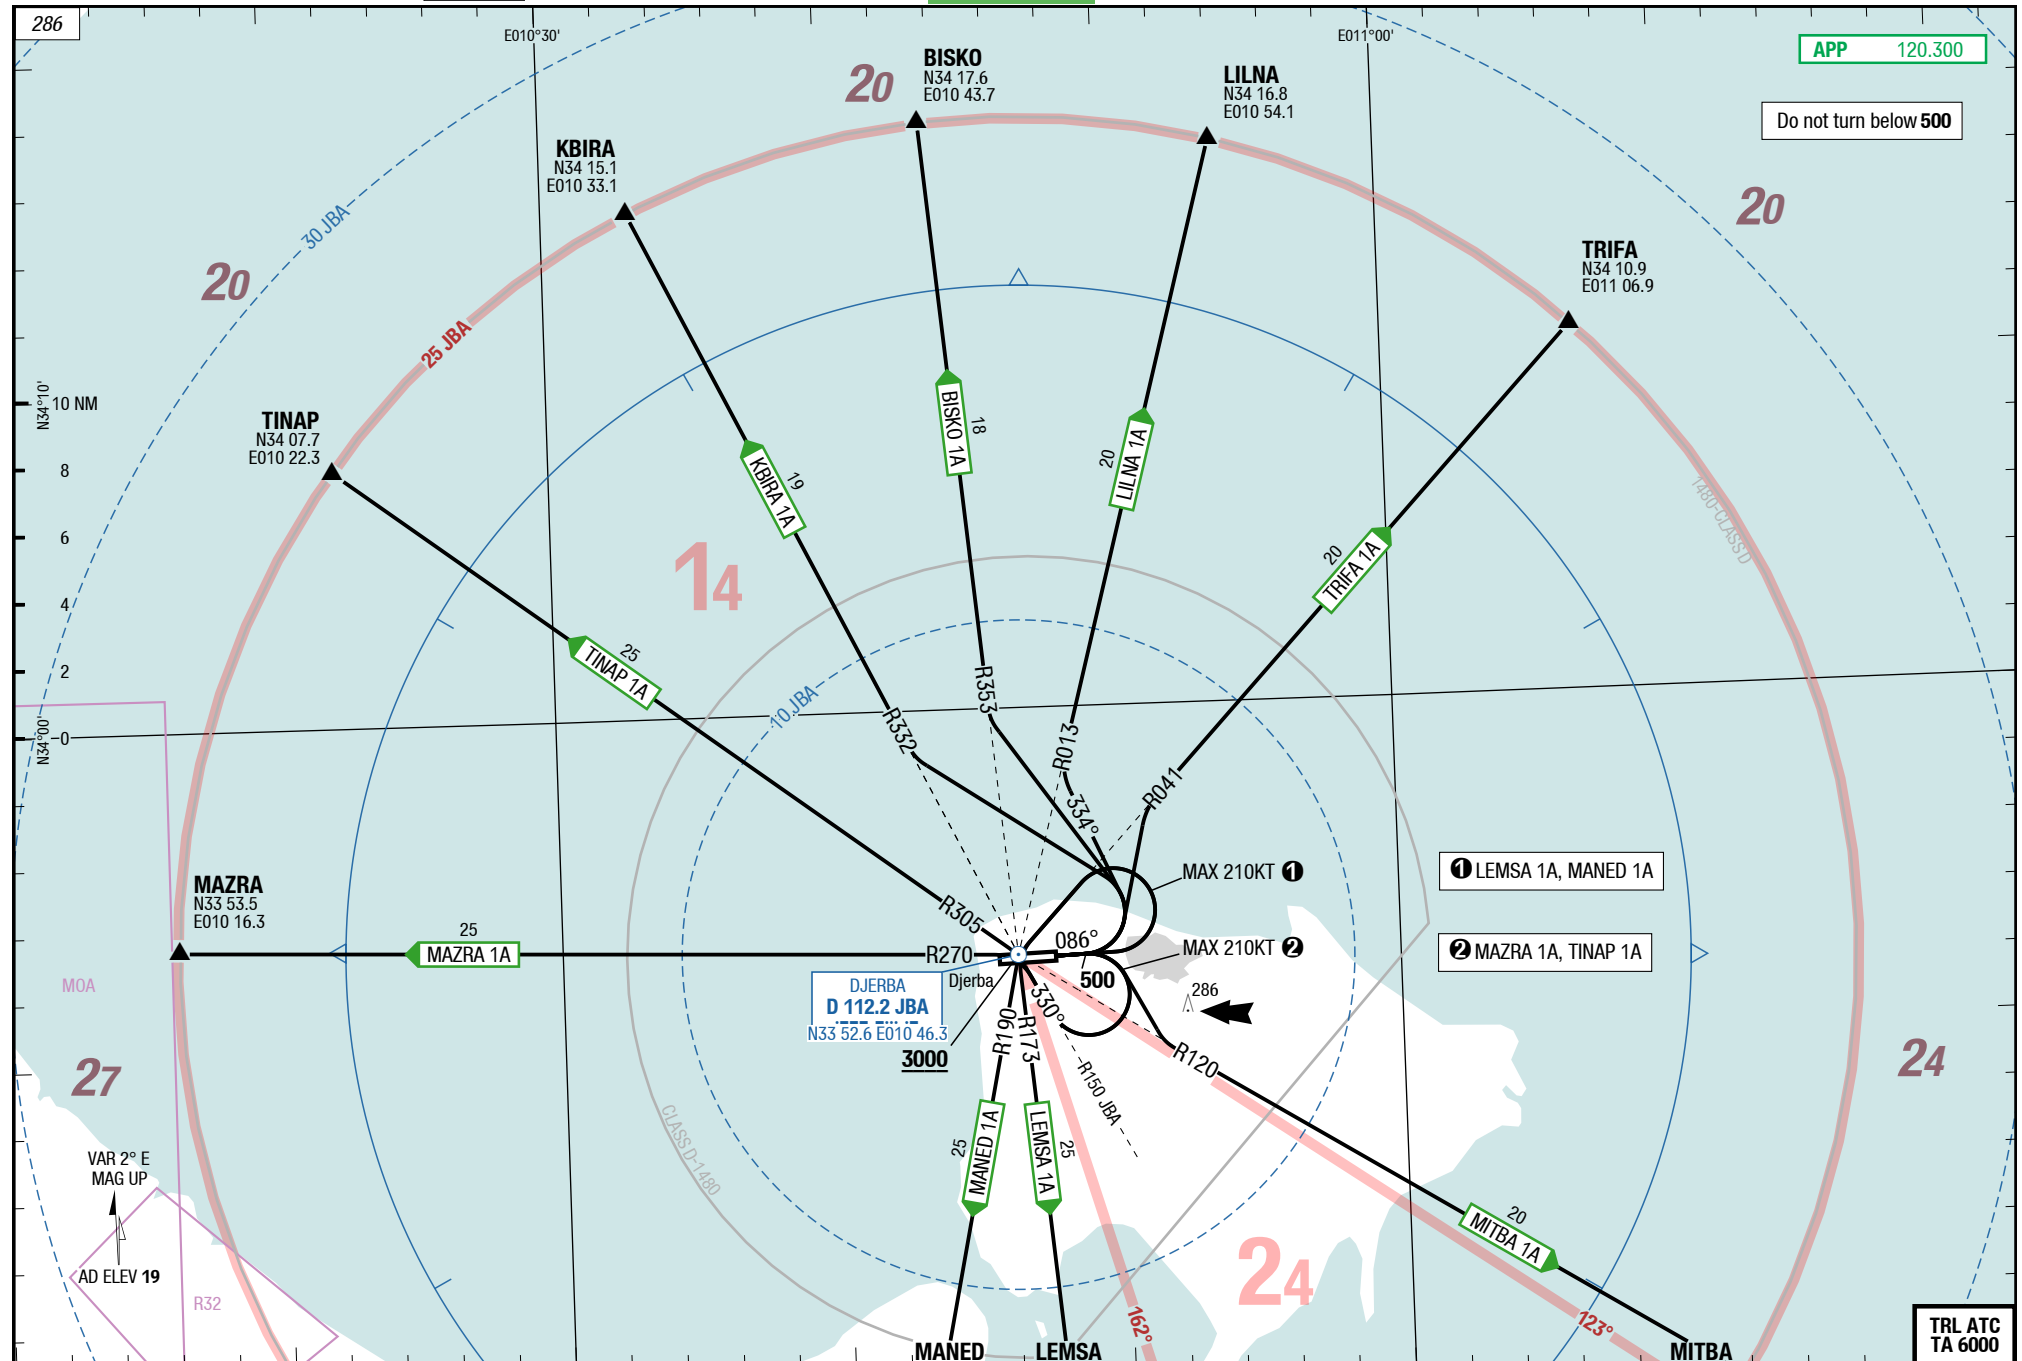 286
E010°30'
E011°00'
APP 120.300
Do not turn below 500
BISKO
N34 17.6
E010 43.7
20
LILNA
N34 16.8
E010 54.1
KBIRA
N34 15.1
E010 33.1
20
TRIFA
N34 10.9
E011 06.9
30 JBA
20
25 JBA
N34°10'
10 NM
8
6
4
2
0
N34°00'
TINAP
N34 07.7
E010 22.3
BISKO 1A
18
LILNA 1A
20
KBIRA 1A
19
TRIFA 1A
20
1480-CLASS D
14
TINAP 1A
25
10 JBA
R353
R332
R013
R041
334°
MAX 210KT 1
1 LEMSA 1A, MANED 1A
MAZRA
N33 53.5
E010 16.3
R305
25
MAZRA 1A
R270
086°
MAX 210KT 2
2 MAZRA 1A, TINAP 1A
MOA
DJERBA
D 112.2 JBA
N33 52.6 E010 46.3
Djerba
500
330°
286
3000
R190
R173
R120
R150 JBA
27
24
CLASS D-1480
MANED 1A
25
LEMSA 1A
25
VAR 2° E
MAG UP
AD ELEV 19
R32
MITBA 1A
20
24
162°
123°
MANED
LEMSA
MITBA
TRL ATC
TA 6000